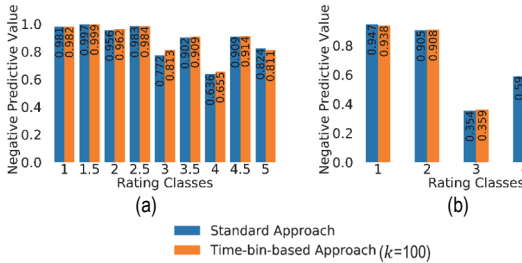 Negative Predictive Value
1.0
0.8
0.6
0.4
0.2
0.0
0.981 0.982 0.997 0.999 0.956 0.962 0.983 0.984 0.772 0.813 0.902 0.909 0.636 0.655 0.909 0.914 0.824 0.811
1 1.5 2 2.5 3 3.5 4 4.5 5
Rating Classes
(a)
Negative Predictive Value
0.8
0.6
0.4
0.2
0.0
0.947 0.938 0.905 0.908 0.354 0.359
1 2 3
Rating Class
(b)
Standard Approach
Time-bin-based Approach (k=100)